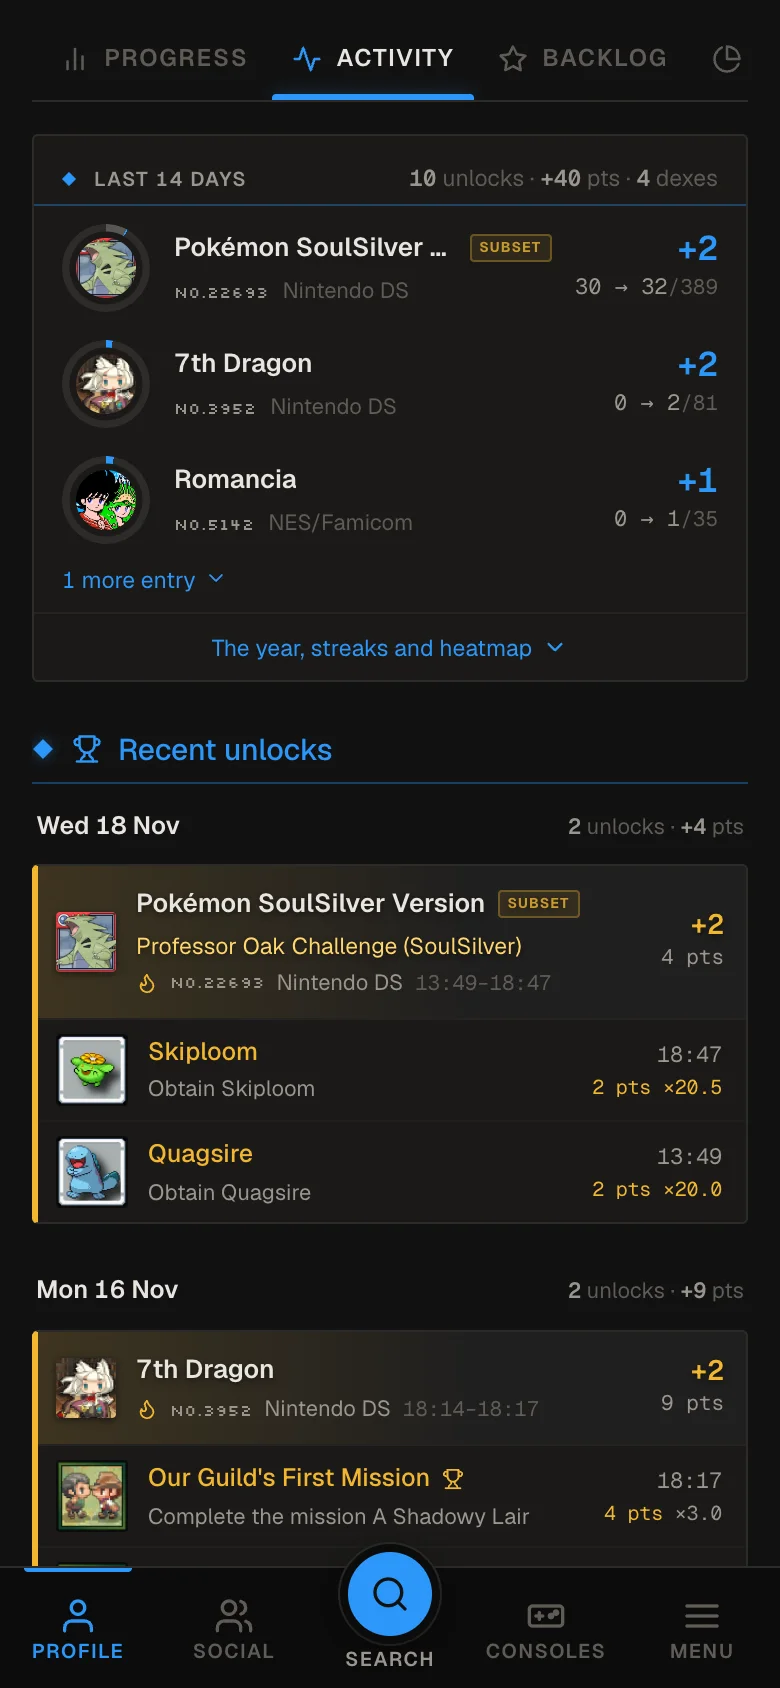 PROGRESS ACTIVITY BACKLOG
LAST 14 DAYS 10 unlocks · +40 pts · 4 dexes
Pokémon SoulSilver ... SUBSET +2
No.22693 Nintendo DS 30 → 32/389
7th Dragon +2
No.3952 Nintendo DS 0 → 2/81
Romancia +1
No.5142 NES/Famicom 0 → 1/35
1 more entry
The year, streaks and heatmap
Recent unlocks
Wed 18 Nov 2 unlocks · +4 pts
Pokémon SoulSilver Version SUBSET +2
Professor Oak Challenge (SoulSilver) 4 pts
No.22693 Nintendo DS 13:49–18:47
Skiploom 18:47
Obtain Skiploom 2 pts ×20.5
Quagsire 13:49
Obtain Quagsire 2 pts ×20.0
Mon 16 Nov 2 unlocks · +9 pts
7th Dragon +2
No.3952 Nintendo DS 18:14–18:17 9 pts
Our Guild's First Mission 18:17
Complete the mission A Shadowy Lair 4 pts ×3.0
PROFILE SOCIAL SEARCH CONSOLES MENU